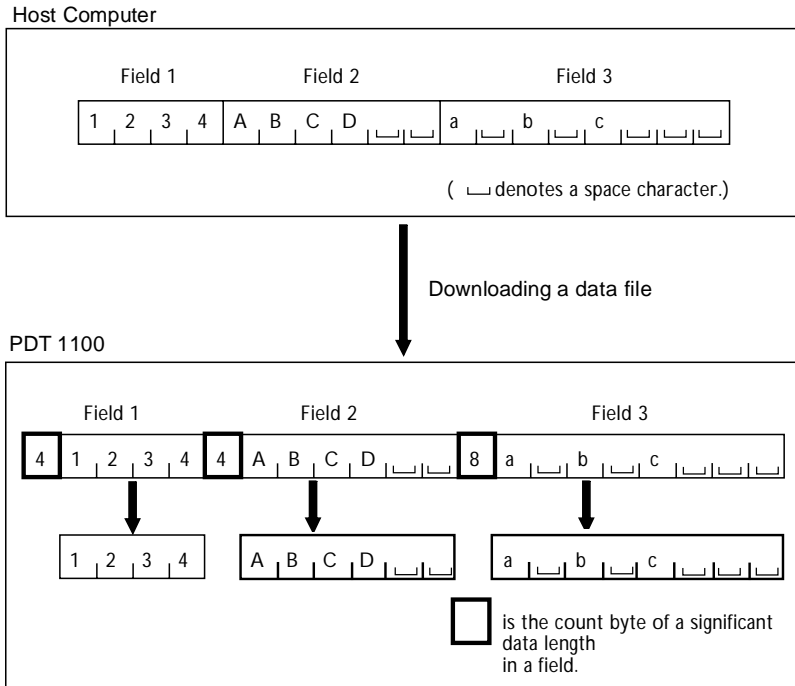 Host Computer
Field 1 Field 2 Field 3
1 2 3 4 A B C D ⎵ ⎵ a ⎵ b ⎵ c ⎵ ⎵ ⎵
( ⎵ denotes a space character.)
Downloading a data file
PDT 1100
Field 1 Field 2 Field 3
4 1 2 3 4 4 A B C D ⎵ ⎵ 8 a ⎵ b ⎵ c ⎵ ⎵ ⎵
1 2 3 4 A B C D ⎵ ⎵ a ⎵ b ⎵ c ⎵ ⎵ ⎵
is the count byte of a significant
data length
in a field.